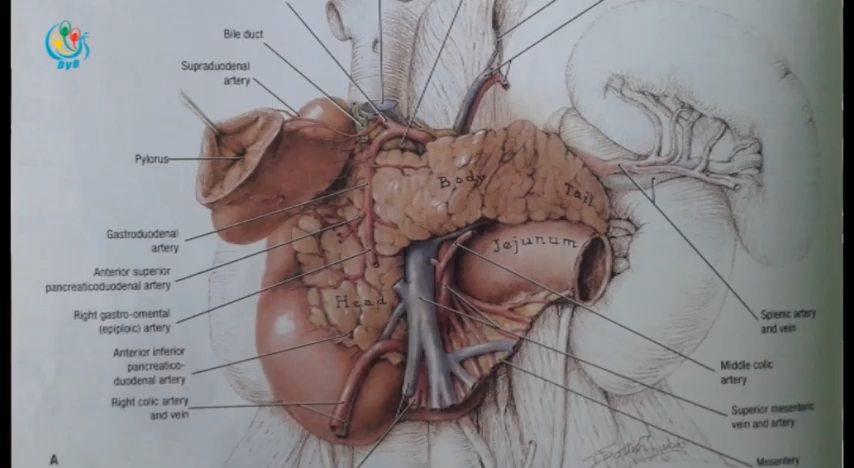 DVB
Bile duct
Supraduodenal
artery
Pylorus
Body
Tail
Jejunum
Gastroduodenal
artery
Anterior superior
pancreaticoduodenal artery
Head
Right gastro-omental
(epiploic) artery
Splenic artery
and vein
Anterior inferior
pancreatico-
duodenal artery
Middle colic
artery
Right colic artery
and vein
Superior mesenteric
vein and artery
Mesentery
A